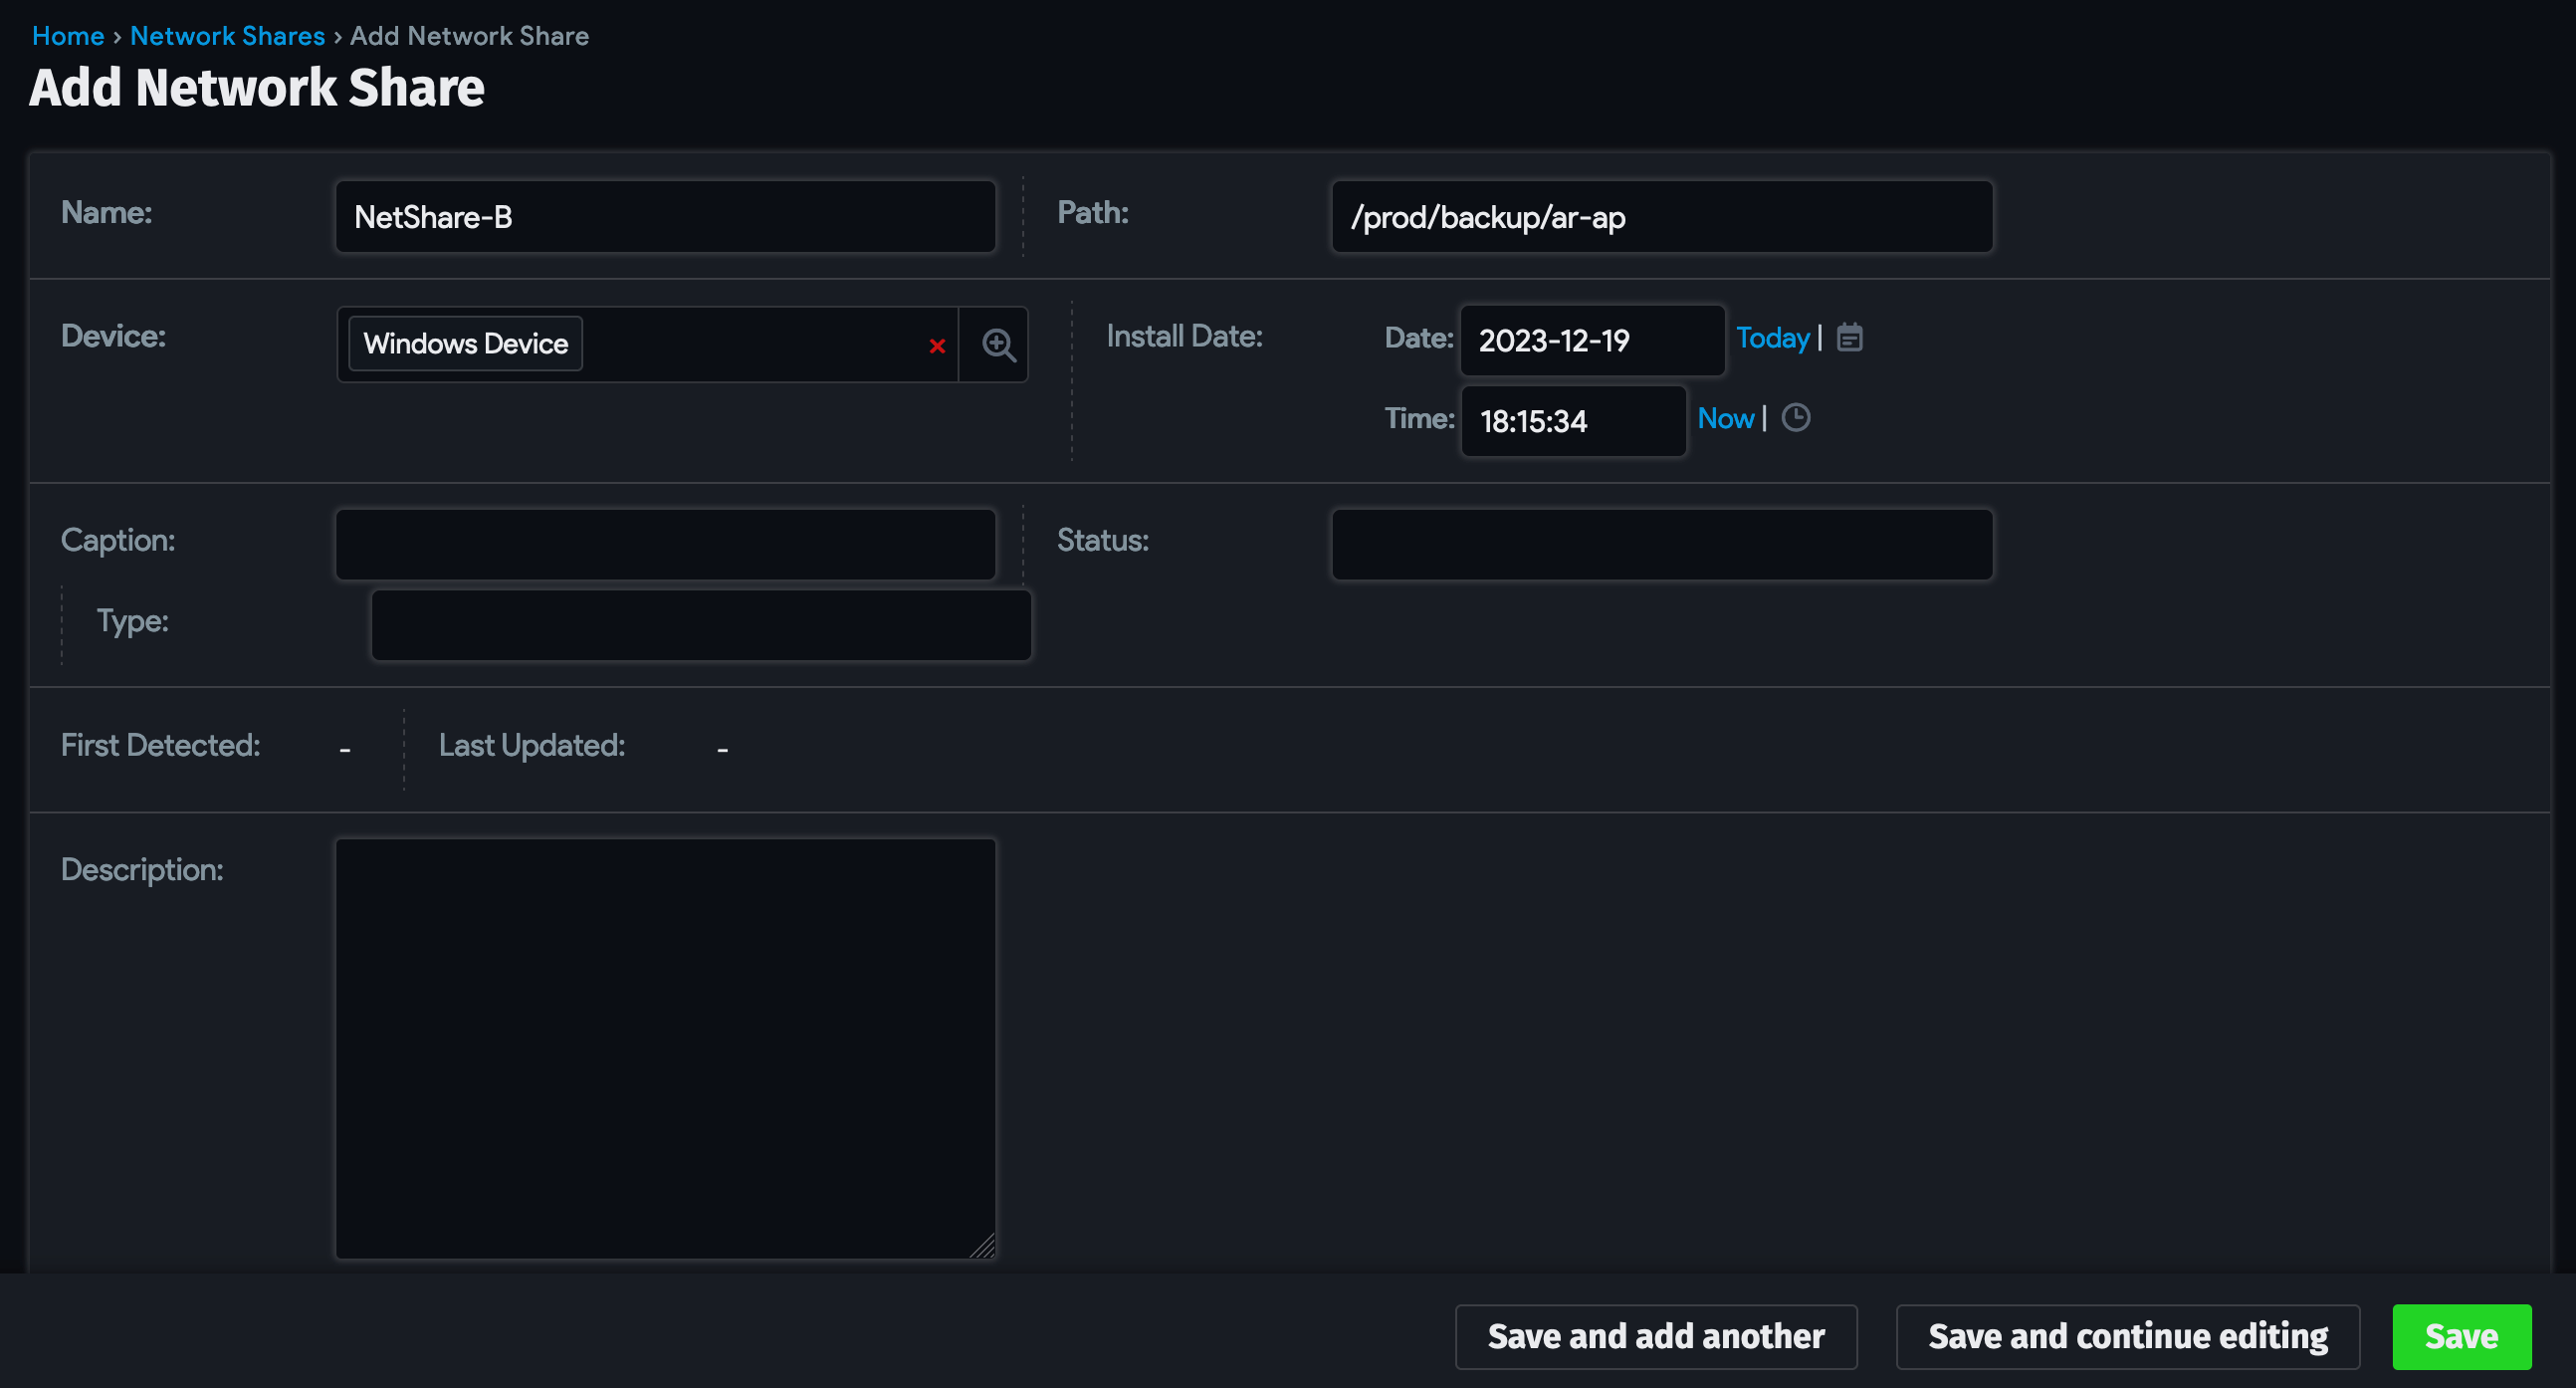 Home › Network Shares › Add Network Share
Add Network Share
Name: NetShare-B Path: /prod/backup/ar-ap
Device: Windows Device × Install Date: Date: 2023-12-19 Today |
Time: 18:15:34 Now |
Caption: Status:
Type:
First Detected: - Last Updated: -
Description:
Save and add another Save and continue editing Save